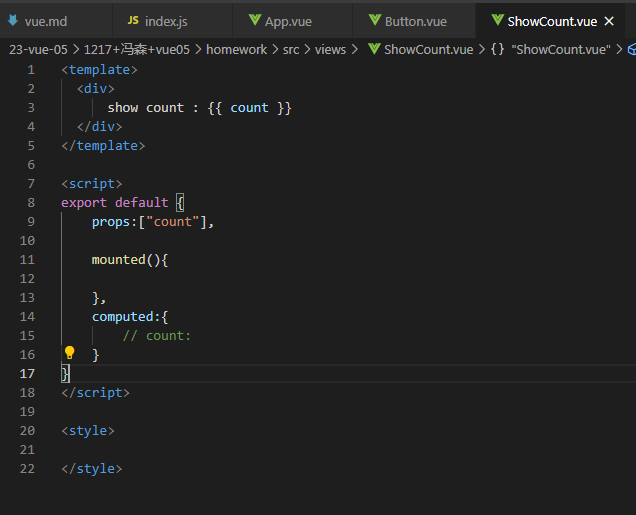 vue.md JS index.js App.vue Button.vue ShowCount.vue ×
23-vue-05 > 1217+冯森+vue05 > homework > src > views > ShowCount.vue > {} "ShowCount.vue" >
1 <template>
2 <div>
3 show count : {{ count }}
4 </div>
5 </template>
6
7 <script>
8 export default {
9 props:["count"],
10
11 mounted(){
12
13 },
14 computed:{
15 // count:
16 }
17 }
18 </script>
19
20 <style>
21
22 </style>